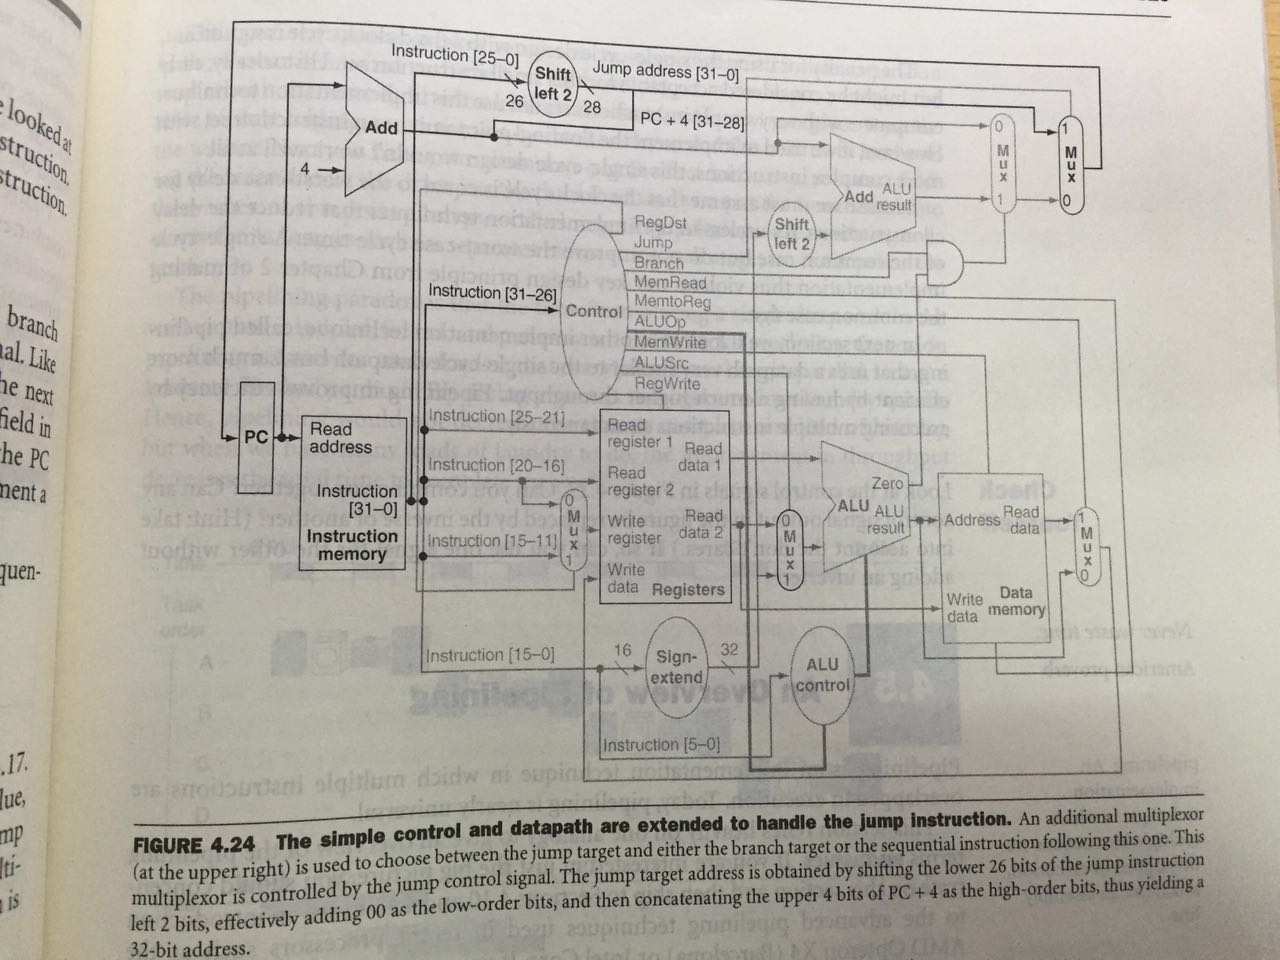 looked at
struction,
struction.
branch
nal. Like
he next
field in
he PC
ment a
quen-
.17.
lue,
mp
lti-
is
Instruction [25–0]
Shift
left 2
Jump address [31–0]
26
28
PC + 4 [31–28]
Add
4
0
M
u
x
1
1
M
u
x
0
Add
ALU
result
Shift
left 2
RegDst
Jump
Branch
MemRead
MemtoReg
ALUOp
MemWrite
ALUSrc
RegWrite
Instruction [31–26]
Control
PC
Read
address
Instruction
[31–0]
Instruction
memory
Instruction [25–21]
Instruction [20–16]
Instruction [15–11]
0
M
u
x
1
Read
register 1
Read
data 1
Read
register 2
Write
register
Read
data 2
Write
data
Registers
0
M
u
x
1
Zero
ALU
ALU
result
Address
Read
data
Write
data
Data
memory
1
M
u
x
0
Instruction [15–0]
16
Sign-
extend
32
ALU
control
Instruction [5–0]
FIGURE 4.24 The simple control and datapath are extended to handle the jump instruction. An additional multiplexor
(at the upper right) is used to choose between the jump target and either the branch target or the sequential instruction following this one. This
multiplexor is controlled by the jump control signal. The jump target address is obtained by shifting the lower 26 bits of the jump instruction
left 2 bits, effectively adding 00 as the low-order bits, and then concatenating the upper 4 bits of PC + 4 as the high-order bits, thus yielding a
32-bit address.